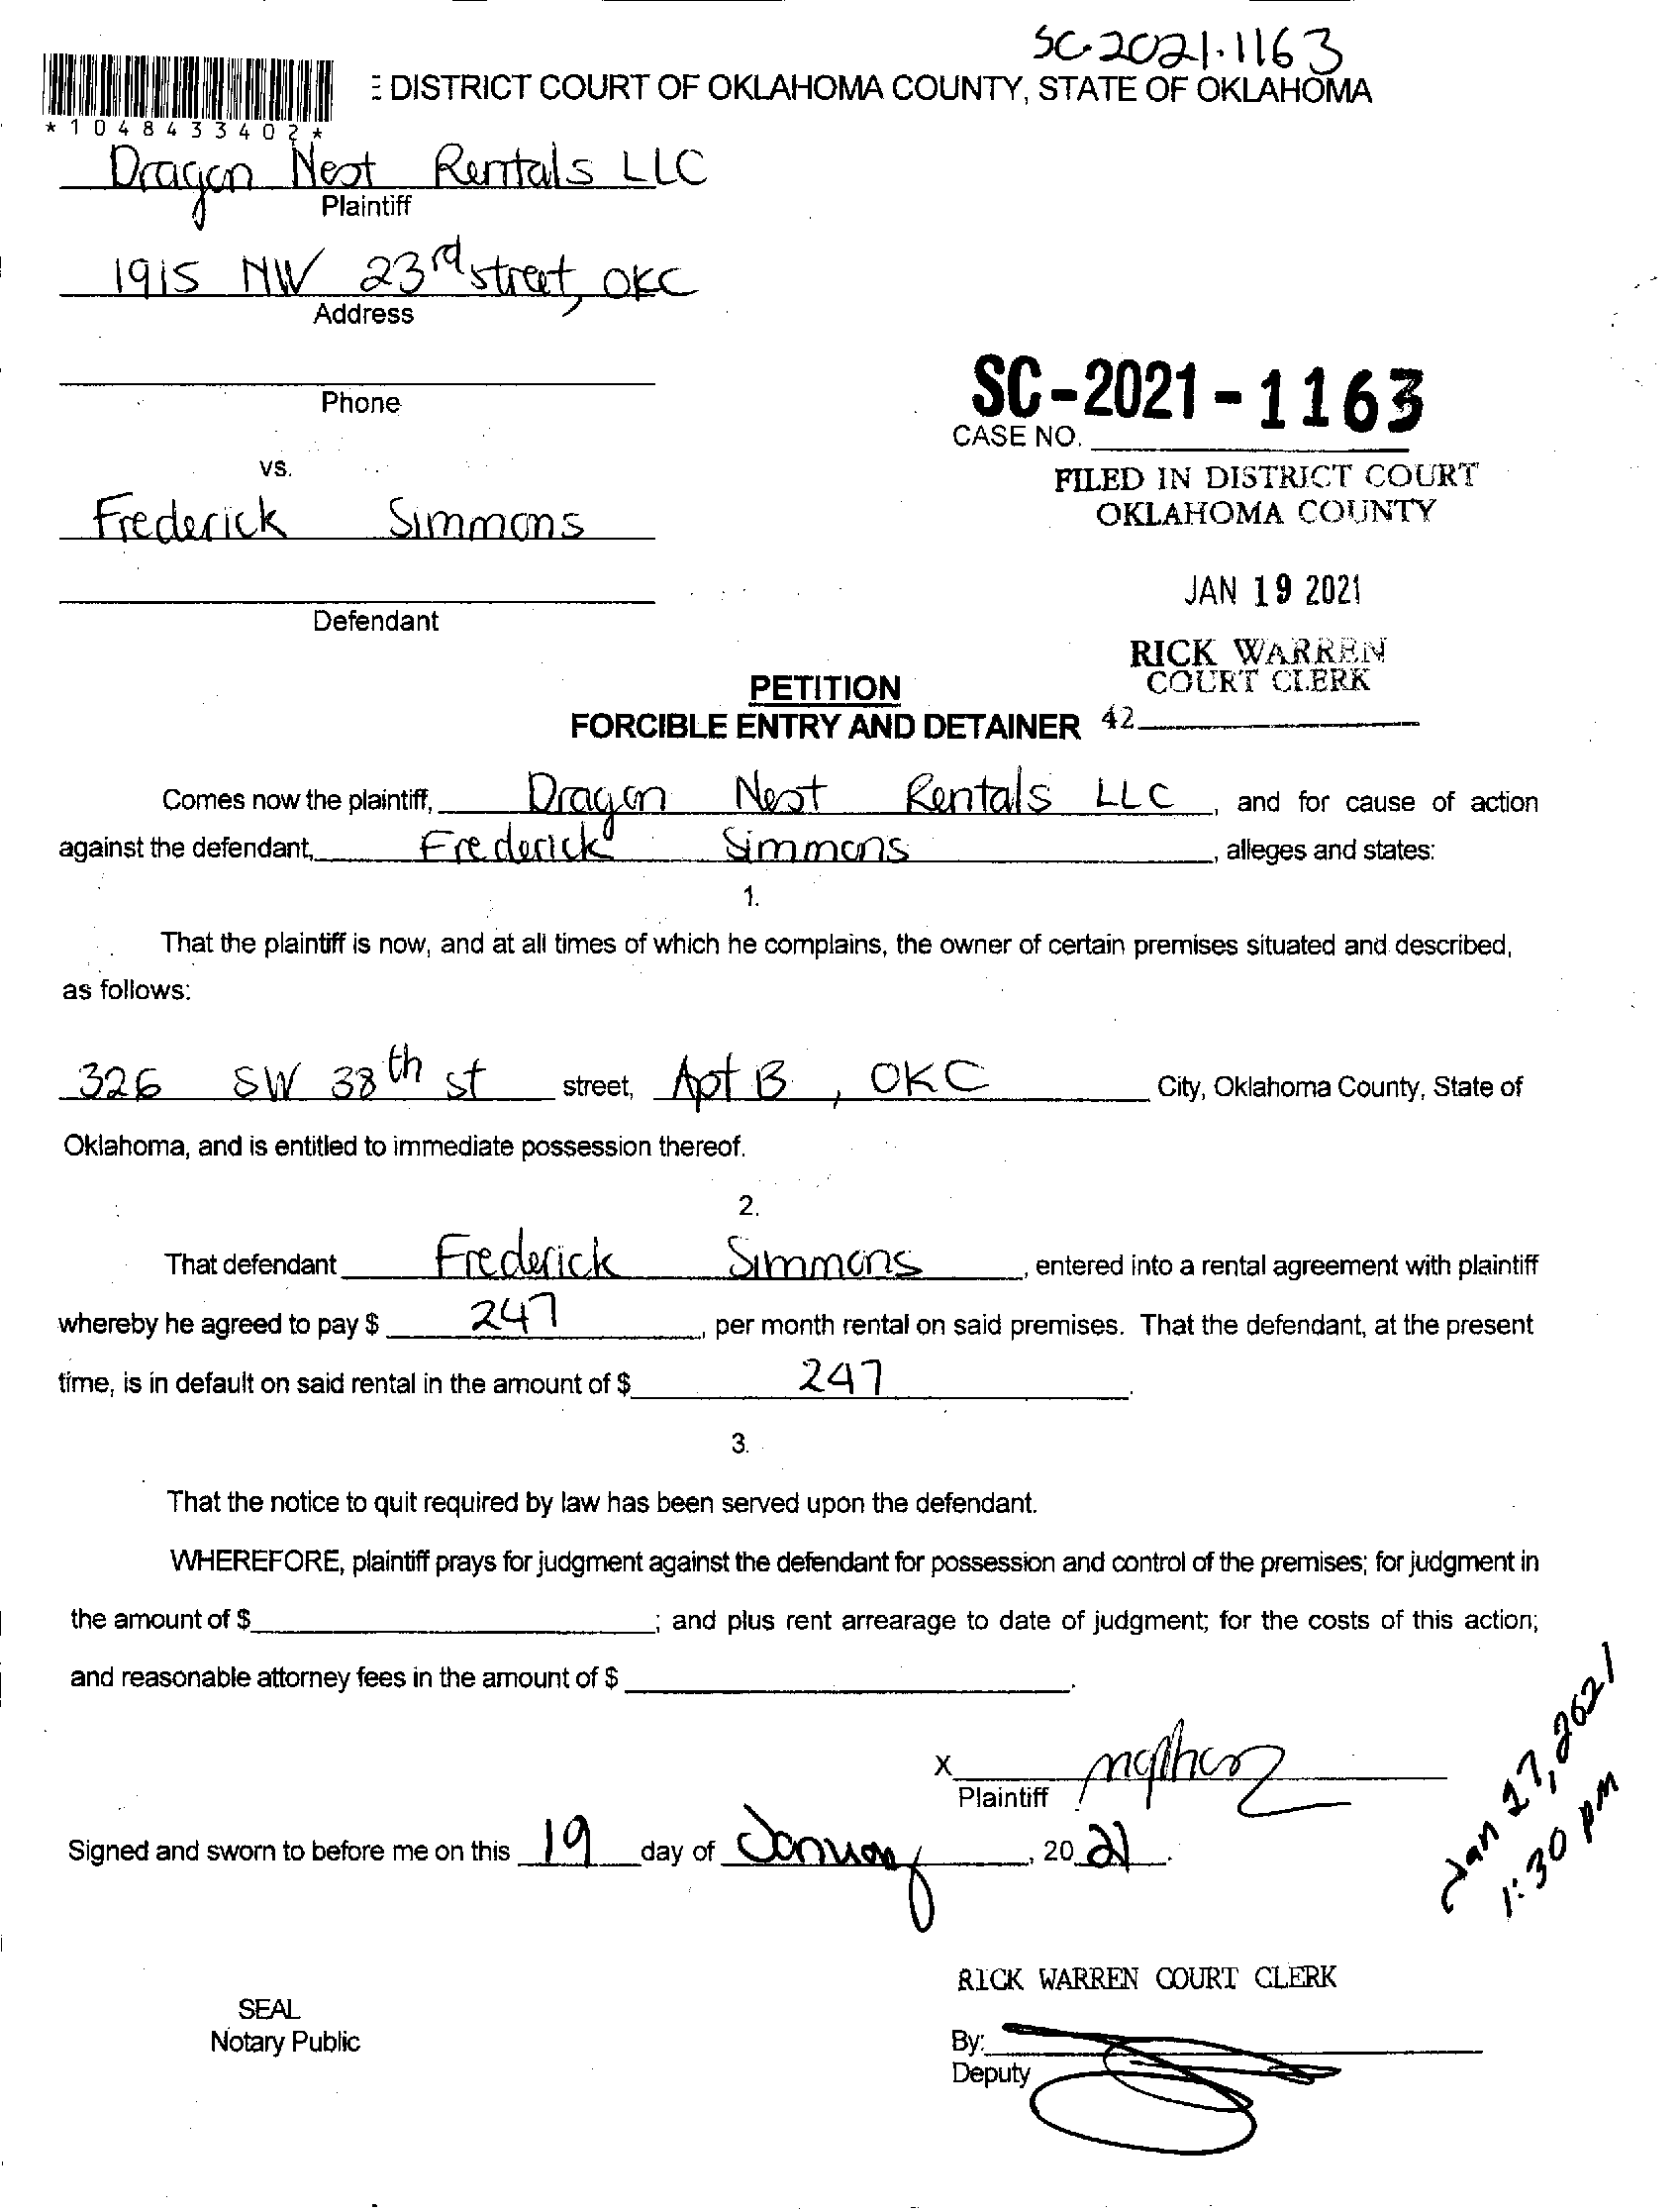 SC-2021-1163
DISTRICT COURT OF OKLAHOMA COUNTY, STATE OF OKLAHOMA
*1048433402*
Dragon Nest Rentals LLC
Plaintiff
1915 NW 23rd street, OKC
Address
Phone
SC-2021-1163
CASE NO.
vs.
FILED IN DISTRICT COURT
OKLAHOMA COUNTY
Frederick Simmons
JAN 19 2021
Defendant
RICK WARREN
COURT CLERK
PETITION
FORCIBLE ENTRY AND DETAINER 42
Comes now the plaintiff, Dragon Nest Rentals LLC, and for cause of action
against the defendant, Frederick Simmons, alleges and states:
1.
That the plaintiff is now, and at all times of which he complains, the owner of certain premises situated and described,
as follows:
326 SW 38th st street, Apt B, OKC City, Oklahoma County, State of
Oklahoma, and is entitled to immediate possession thereof.
2.
That defendant Frederick Simmons, entered into a rental agreement with plaintiff
whereby he agreed to pay $ 247, per month rental on said premises. That the defendant, at the present
time, is in default on said rental in the amount of $ 247.
3.
That the notice to quit required by law has been served upon the defendant.
WHEREFORE, plaintiff prays for judgment against the defendant for possession and control of the premises; for judgment in
the amount of $ ; and plus rent arrearage to date of judgment; for the costs of this action;
and reasonable attorney fees in the amount of $ .
X
Plaintiff
Signed and sworn to before me on this 19 day of January, 20 21.
Jan 27, 2021
1:30 pm
RICK WARREN COURT CLERK
SEAL
Notary Public
By:
Deputy